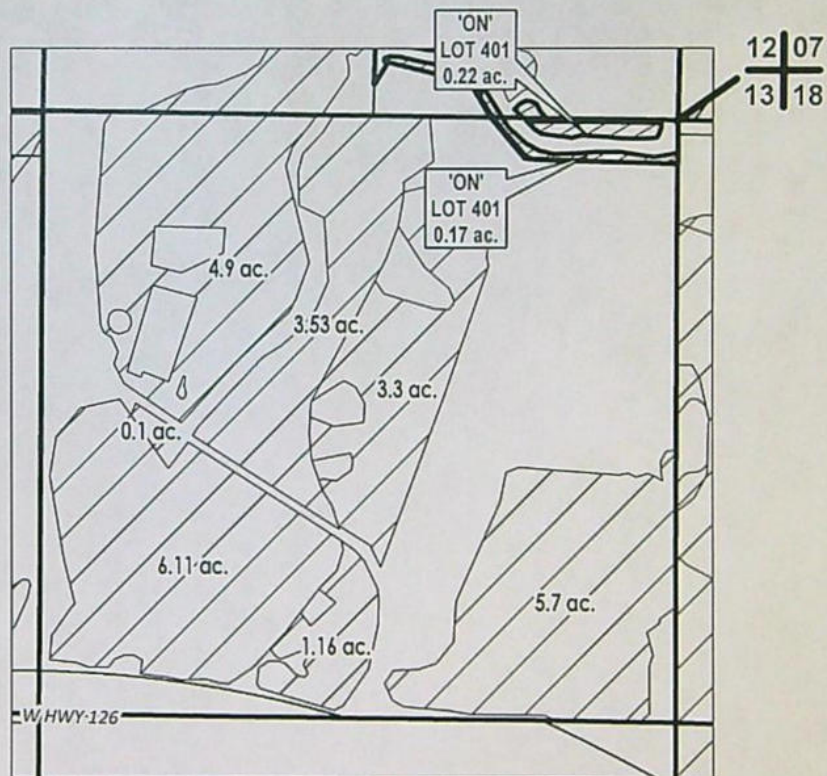 'ON'
LOT 401
0.22 ac.
12 07
13 18
'ON'
LOT 401
0.17 ac.
4.9 ac.
3.53 ac.
3.3 ac.
0.1 ac.
6.11 ac.
5.7 ac.
1.16 ac.
W HWY-126